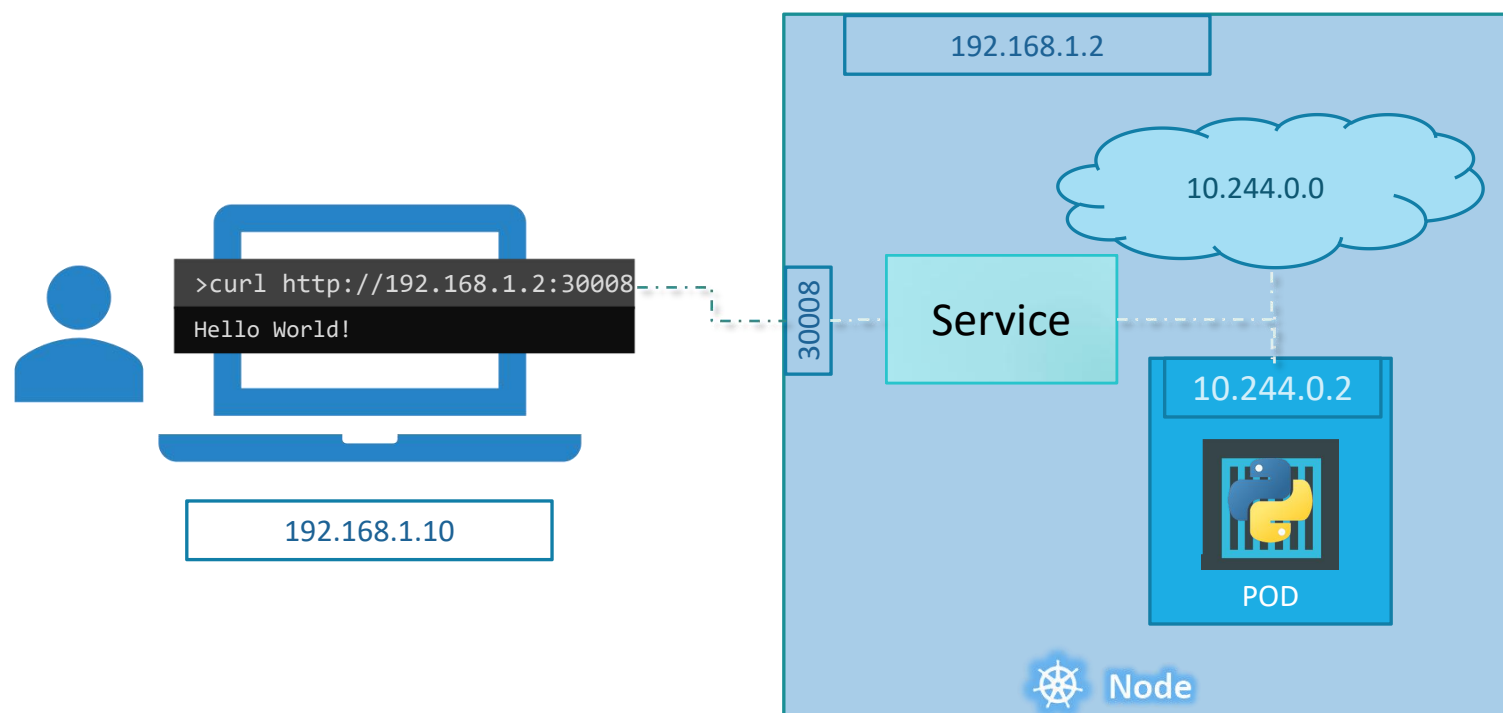 192.168.1.2
10.244.0.0
>curl http://192.168.1.2:30008
Hello World!
30008
Service
10.244.0.2
POD
192.168.1.10
Node